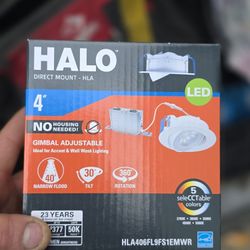 HALO
DIRECT MOUNT - HLA
LED
4"
NO HOUSING NEEDED!
GIMBAL ADJUSTABLE
Ideal for Accent & Wall Wash Lighting
40°
NARROW FLOOD
30°
TILT
360°
ROTATION
5
seleCCTable
colors
23 YEARS
50K
HLA406FL9FS1EMWR